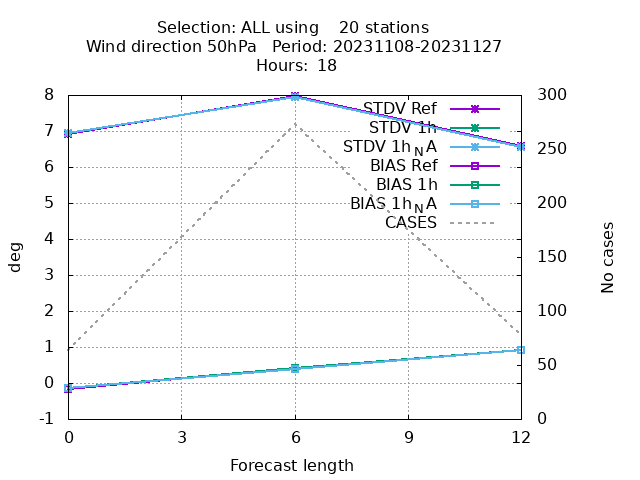 Selection: ALL using    20 stations
Wind direction 50hPa   Period: 20231108-20231127
Hours: 18
8
7
6
5
4
3
2
1
0
-1
300
250
200
150
100
50
0
STDV Ref
STDV 1h
STDV 1h_NA
BIAS Ref
BIAS 1h
BIAS 1h_NA
CASES
deg
No cases
0 3 6 9 12
Forecast length